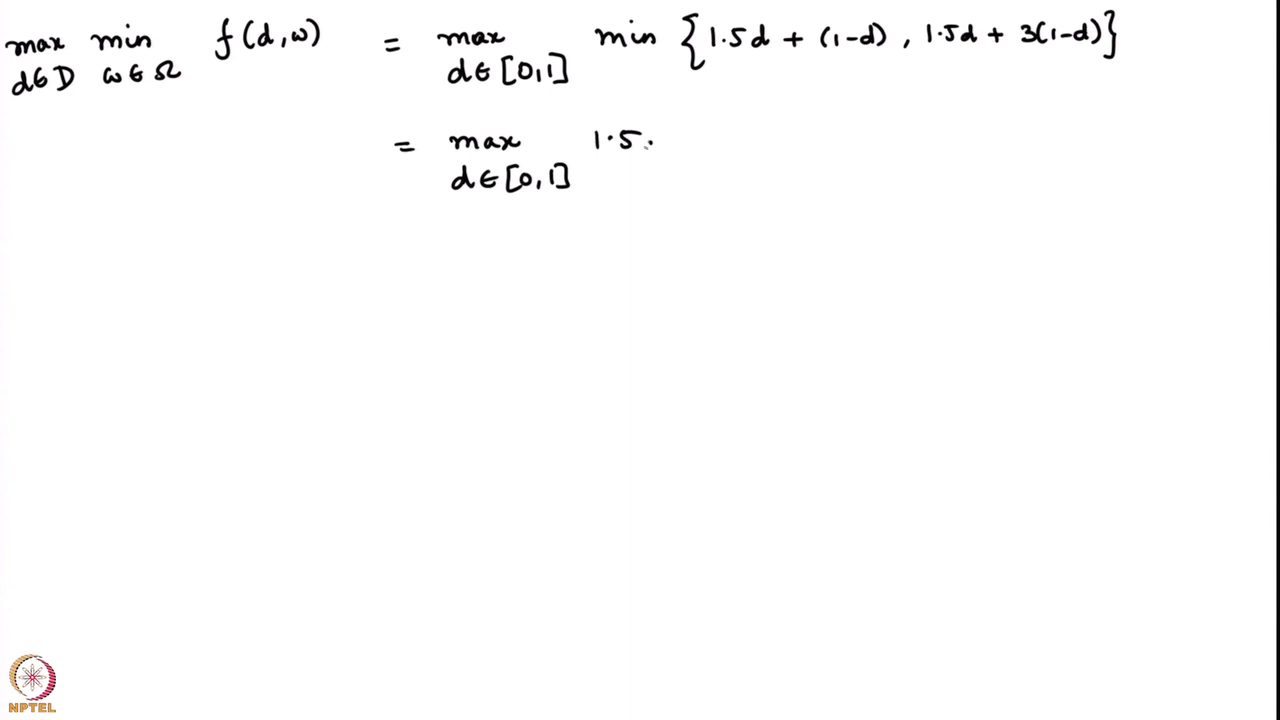 max min f(d,ω) = max min {1.5d + (1-d), 1.5d + 3(1-d)}
d∈D ω∈Ω d∈[0,1]
= max 1.5.
d∈[0,1]
NPTEL